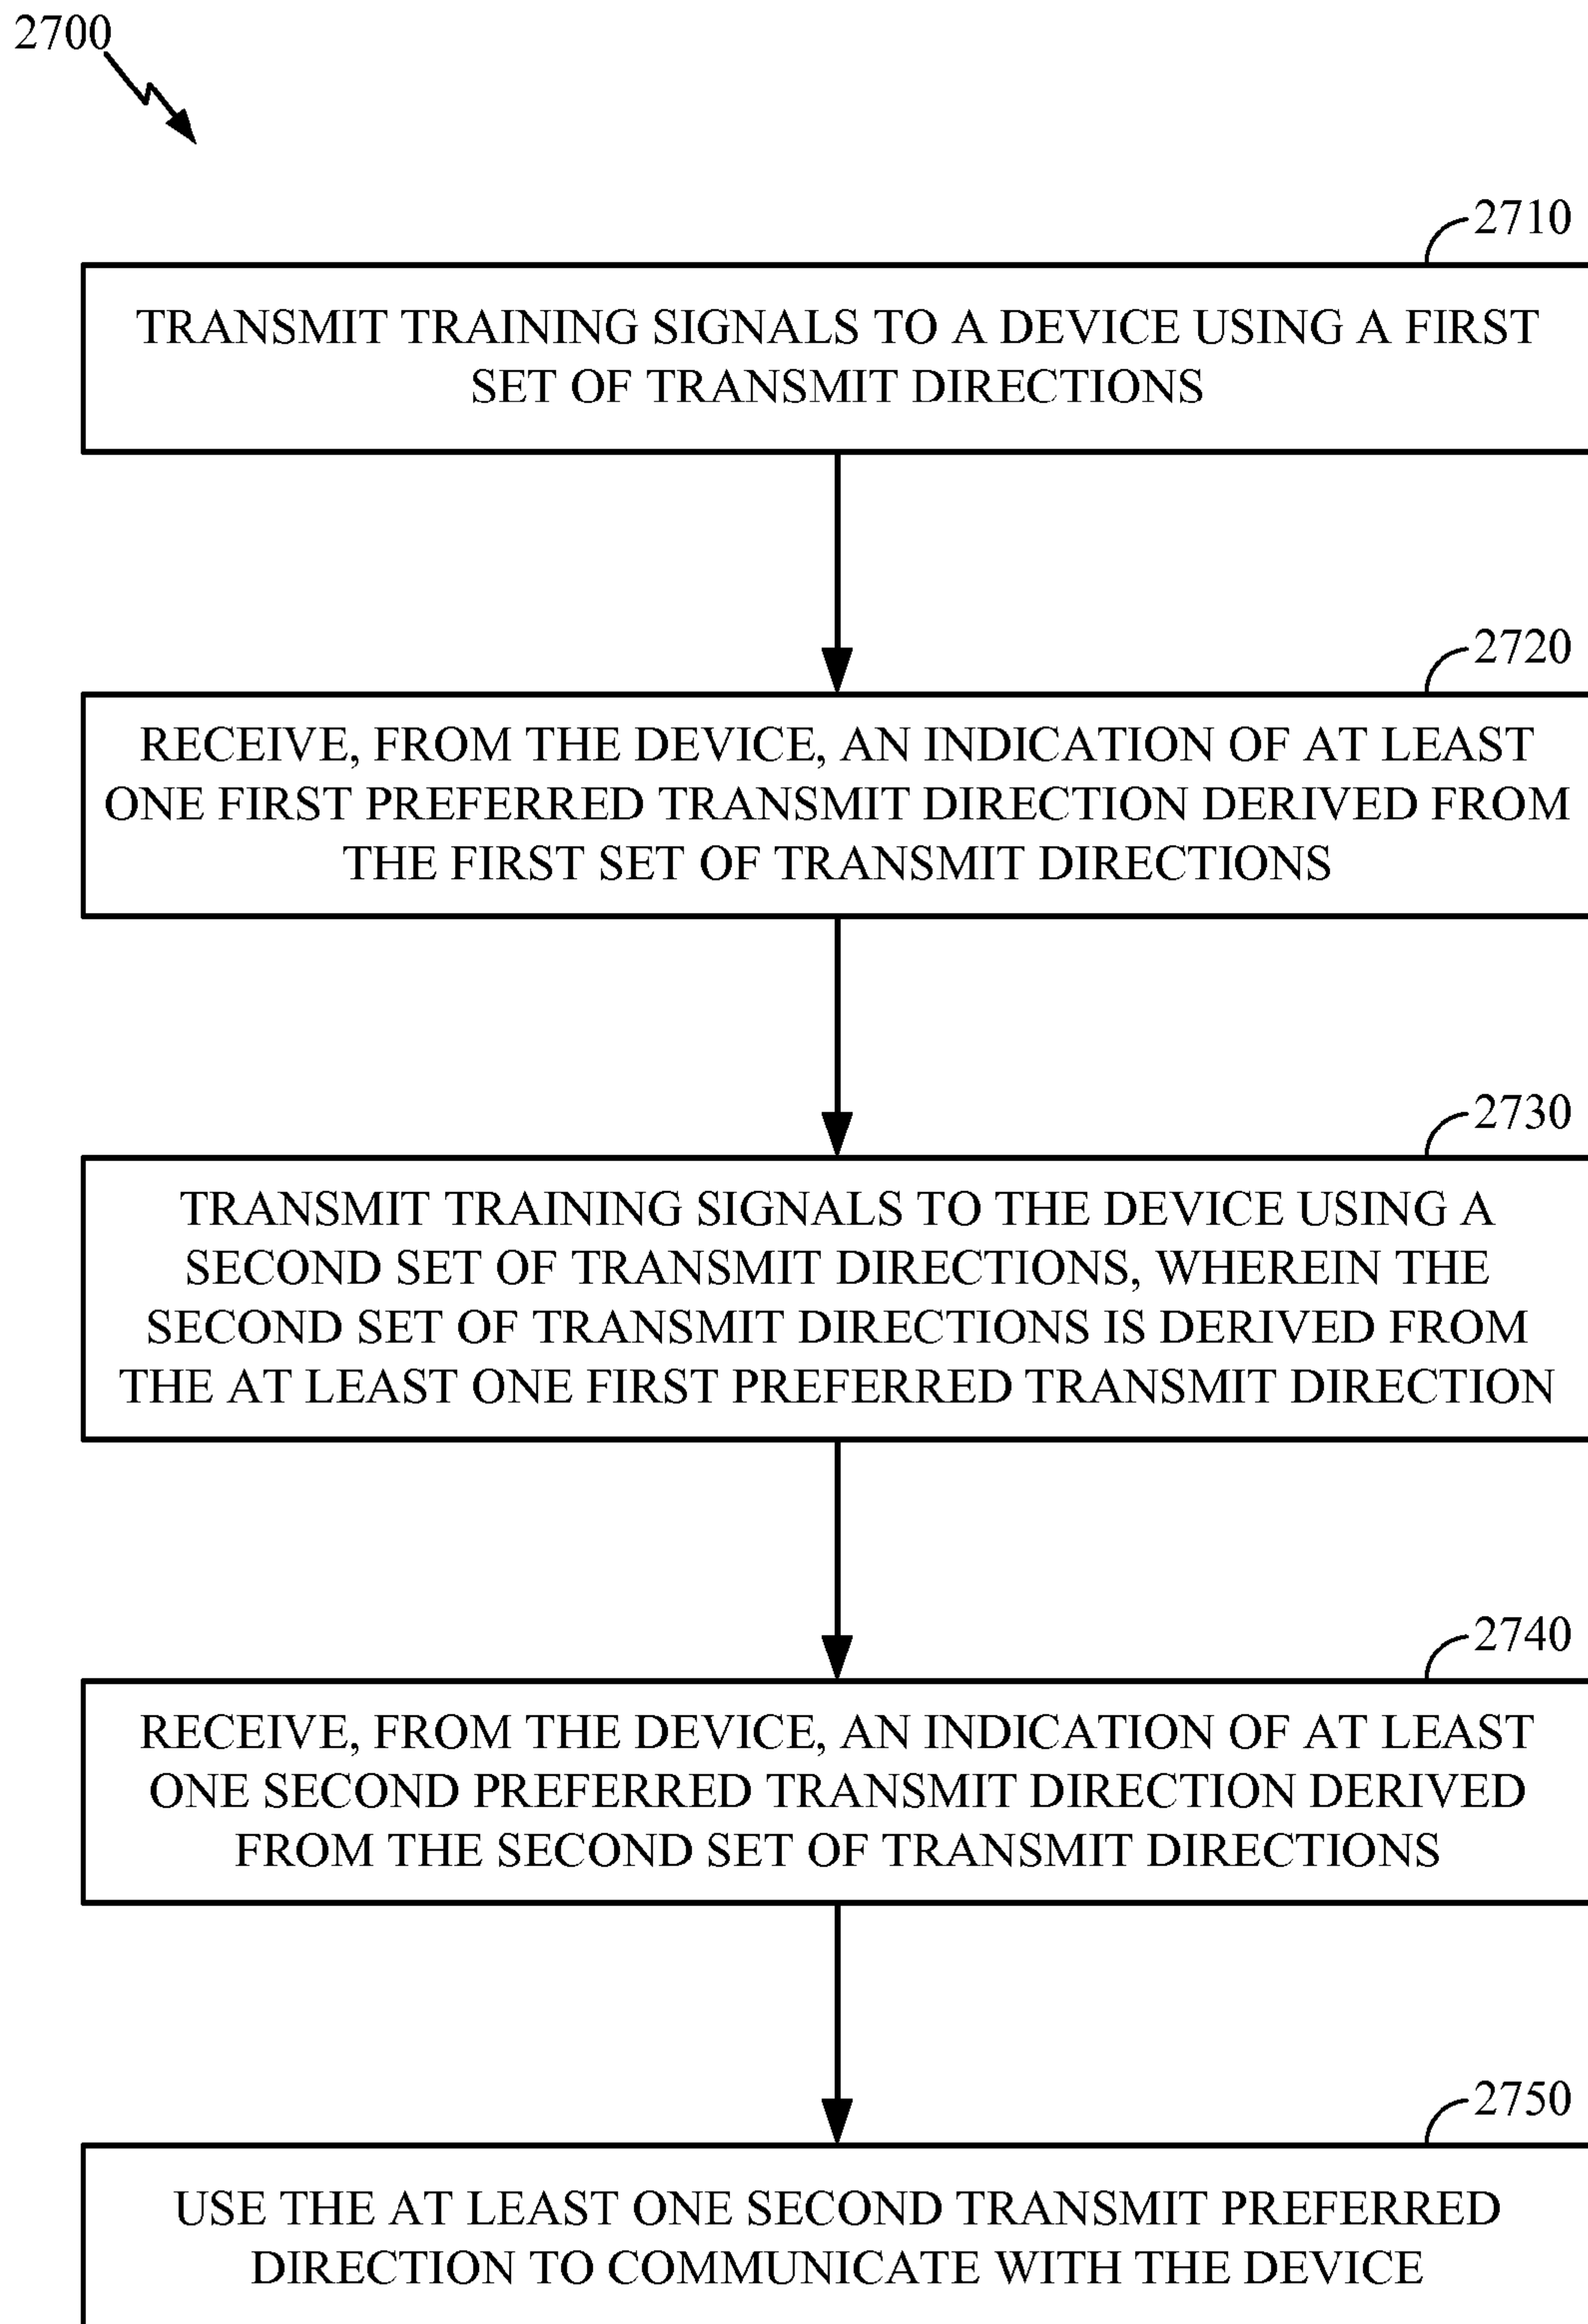 2700
2710
TRANSMIT TRAINING SIGNALS TO A DEVICE USING A FIRST
SET OF TRANSMIT DIRECTIONS
2720
RECEIVE, FROM THE DEVICE, AN INDICATION OF AT LEAST
ONE FIRST PREFERRED TRANSMIT DIRECTION DERIVED FROM
THE FIRST SET OF TRANSMIT DIRECTIONS
2730
TRANSMIT TRAINING SIGNALS TO THE DEVICE USING A
SECOND SET OF TRANSMIT DIRECTIONS, WHEREIN THE
SECOND SET OF TRANSMIT DIRECTIONS IS DERIVED FROM
THE AT LEAST ONE FIRST PREFERRED TRANSMIT DIRECTION
2740
RECEIVE, FROM THE DEVICE, AN INDICATION OF AT LEAST
ONE SECOND PREFERRED TRANSMIT DIRECTION DERIVED
FROM THE SECOND SET OF TRANSMIT DIRECTIONS
2750
USE THE AT LEAST ONE SECOND TRANSMIT PREFERRED
DIRECTION TO COMMUNICATE WITH THE DEVICE